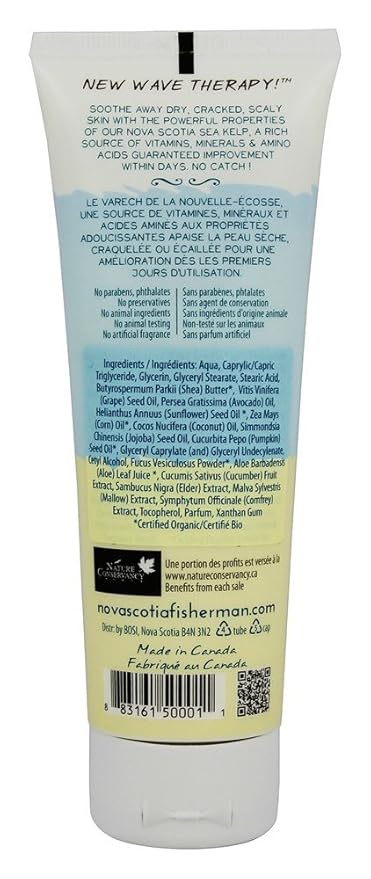 NEW WAVE THERAPY!™
SOOTHE AWAY DRY, CRACKED, SCALY
SKIN WITH THE POWERFUL PROPERTIES
OF OUR NOVA SCOTIA SEA KELP, A RICH
SOURCE OF VITAMINS, MINERALS & AMINO
ACIDS GUARANTEED IMPROVEMENT
WITHIN DAYS. NO CATCH !
LE VARECH DE LA NOUVELLE-ÉCOSSE,
UNE SOURCE DE VITAMINES, MINÉRAUX ET
ACIDES AMINÉS AUX PROPRIÉTÉS
ADOUCISSANTES APAISE LA PEAU SÈCHE,
CRAQUELÉE OU ÉCAILLÉE POUR UNE
AMÉLIORATION DÈS LES PREMIERS
JOURS D'UTILISATION.
No parabens, phthalates
No preservatives
No animal ingredients
No animal testing
No artificial fragrance
Sans parabènes, phtalates
Sans agent de conservation
Sans ingrédients d'origine animale
Non-testé sur les animaux
Sans parfum artificiel
Ingredients / Ingrédients: Aqua, Caprylic/Capric
Triglyceride, Glycerin, Glyceryl Stearate, Stearic Acid,
Butyrospermum Parkii (Shea) Butter*, Vitis Vinifera
(Grape) Seed Oil, Persea Gratissima (Avocado) Oil,
Helianthus Annuus (Sunflower) Seed Oil *, Zea Mays
(Corn) Oil*, Cocos Nucifera (Coconut) Oil, Simmondsia
Chinensis (Jojoba) Seed Oil, Cucurbita Pepo (Pumpkin)
Seed Oil*, Glyceryl Caprylate (and) Glyceryl Undecylenate,
Cetyl Alcohol, Fucus Vesiculosus Powder*, Aloe Barbadensis
(Aloe) Leaf Juice *, Cucumis Sativus (Cucumber) Fruit
Extract, Sambucus Nigra (Elder) Extract, Malva Sylvestris
(Mallow) Extract, Symphytum Officinale (Comfrey)
Extract, Tocopherol, Parfum, Xanthan Gum
*Certified Organic/Certifié Bio
NATURE
CONSERVANCY
Une portion des profits est versée à la
www.natureconservancy.ca
Benefits from each sale
novascotiafisherman.com
Distr: by BOSI, Nova Scotia B4N 3N2 tube cap
Made in Canada
Fabriqué au Canada
8 83161 50001 1